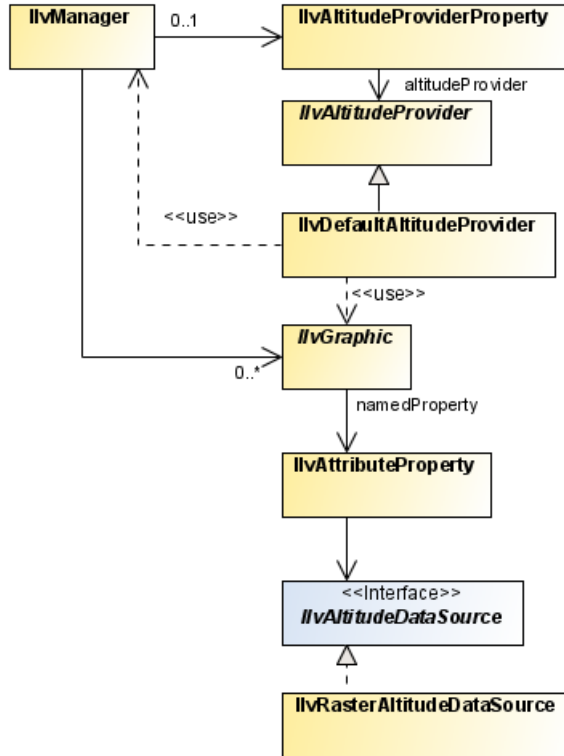 IlvManager
0..1
IlvAltitudeProviderProperty
altitudeProvider
IlvAltitudeProvider
<<use>>
IlvDefaultAltitudeProvider
<<use>>
IlvGraphic
0..*
namedProperty
IlvAttributeProperty
<<Interface>>
IlvAltitudeDataSource
IlvRasterAltitudeDataSource